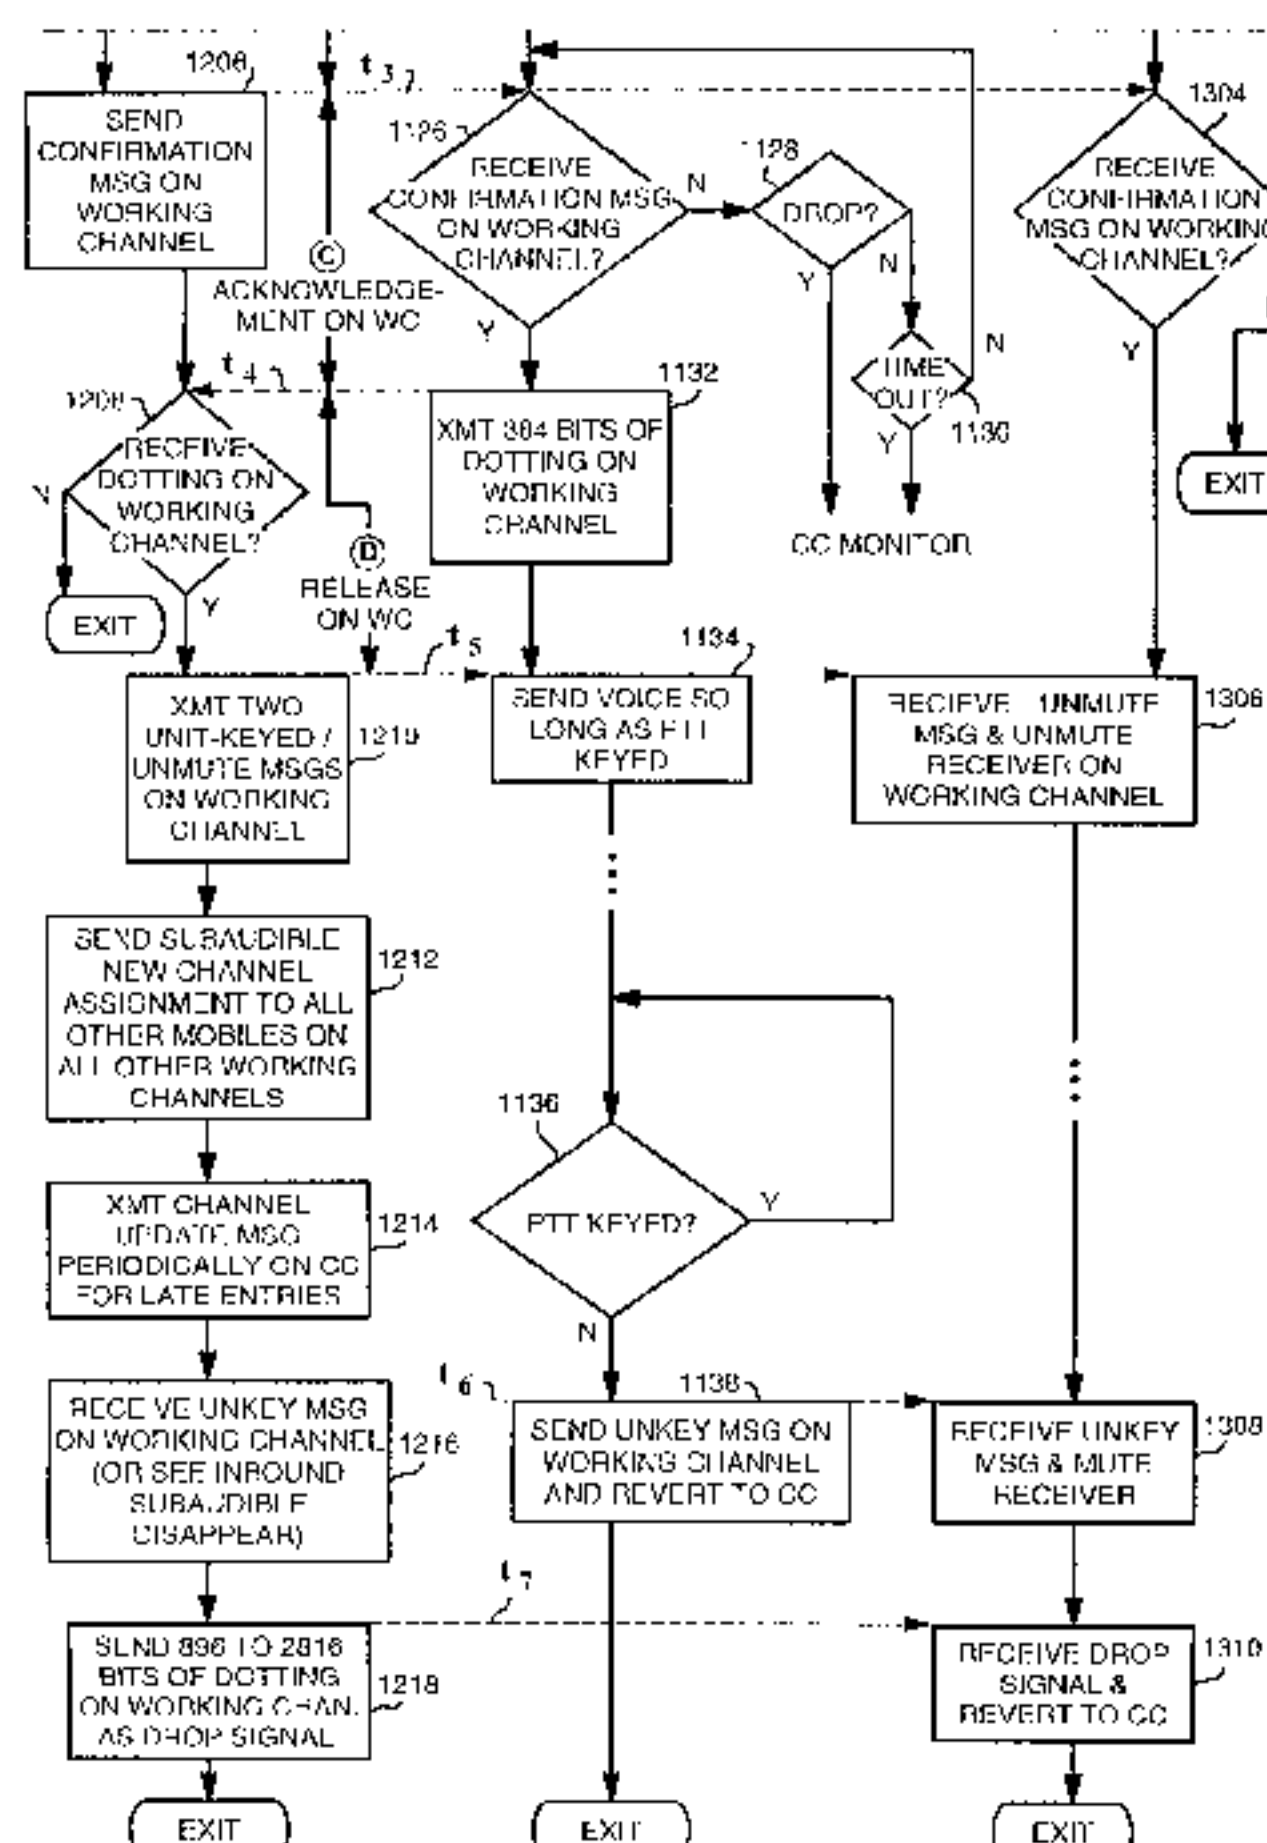 1206
SEND
CONFIRMATION
MSG ON
WORKING
CHANNEL
t3
C
ACKNOWLEDGE-
MENT ON WC
1126
RECEIVE
CONFIRMATION MSG
ON WORKING
CHANNEL?
N
Y
1128
DROP?
N
Y
TIME
OUT?
N
Y
1130
CC MONITOR
1304
RECEIVE
CONFIRMATION
MSG ON WORKING
CHANNEL?
Y
EXIT
t4
1208
RECEIVE
DOTTING ON
WORKING
CHANNEL?
N
Y
EXIT
D
RELEASE
ON WC
1132
XMT 384 BITS OF
DOTTING ON
WORKING
CHANNEL
t5
XMT TWO
UNIT-KEYED /
UNMUTE MSGS
ON WORKING
CHANNEL
1210
1134
SEND VOICE SO
LONG AS PTT
KEYED
RECIEVE UNMUTE
MSG & UNMUTE
RECEIVER ON
WORKING CHANNEL
1306
SEND SUBAUDIBLE
NEW CHANNEL
ASSIGNMENT TO ALL
OTHER MOBILES ON
ALL OTHER WORKING
CHANNELS
1212
1136
PTT KEYED?
Y
N
XMT CHANNEL
UPDATE MSG
PERIODICALLY ON CC
FOR LATE ENTRIES
1214
t6
1138
SEND UNKEY MSG ON
WORKING CHANNEL
AND REVERT TO CC
RECEIVE UNKEY MSG
ON WORKING CHANNEL
(OR SEE INBOUND
SUBAUDIBLE
DISAPPEAR)
1216
RECEIVE UNKEY
MSG & MUTE
RECEIVER
1308
t7
SEND 896 TO 2816
BITS OF DOTTING
ON WORKING CHAN.
AS DROP SIGNAL
1218
RECEIVE DROP
SIGNAL &
REVERT TO CC
1310
EXIT
EXIT
EXIT